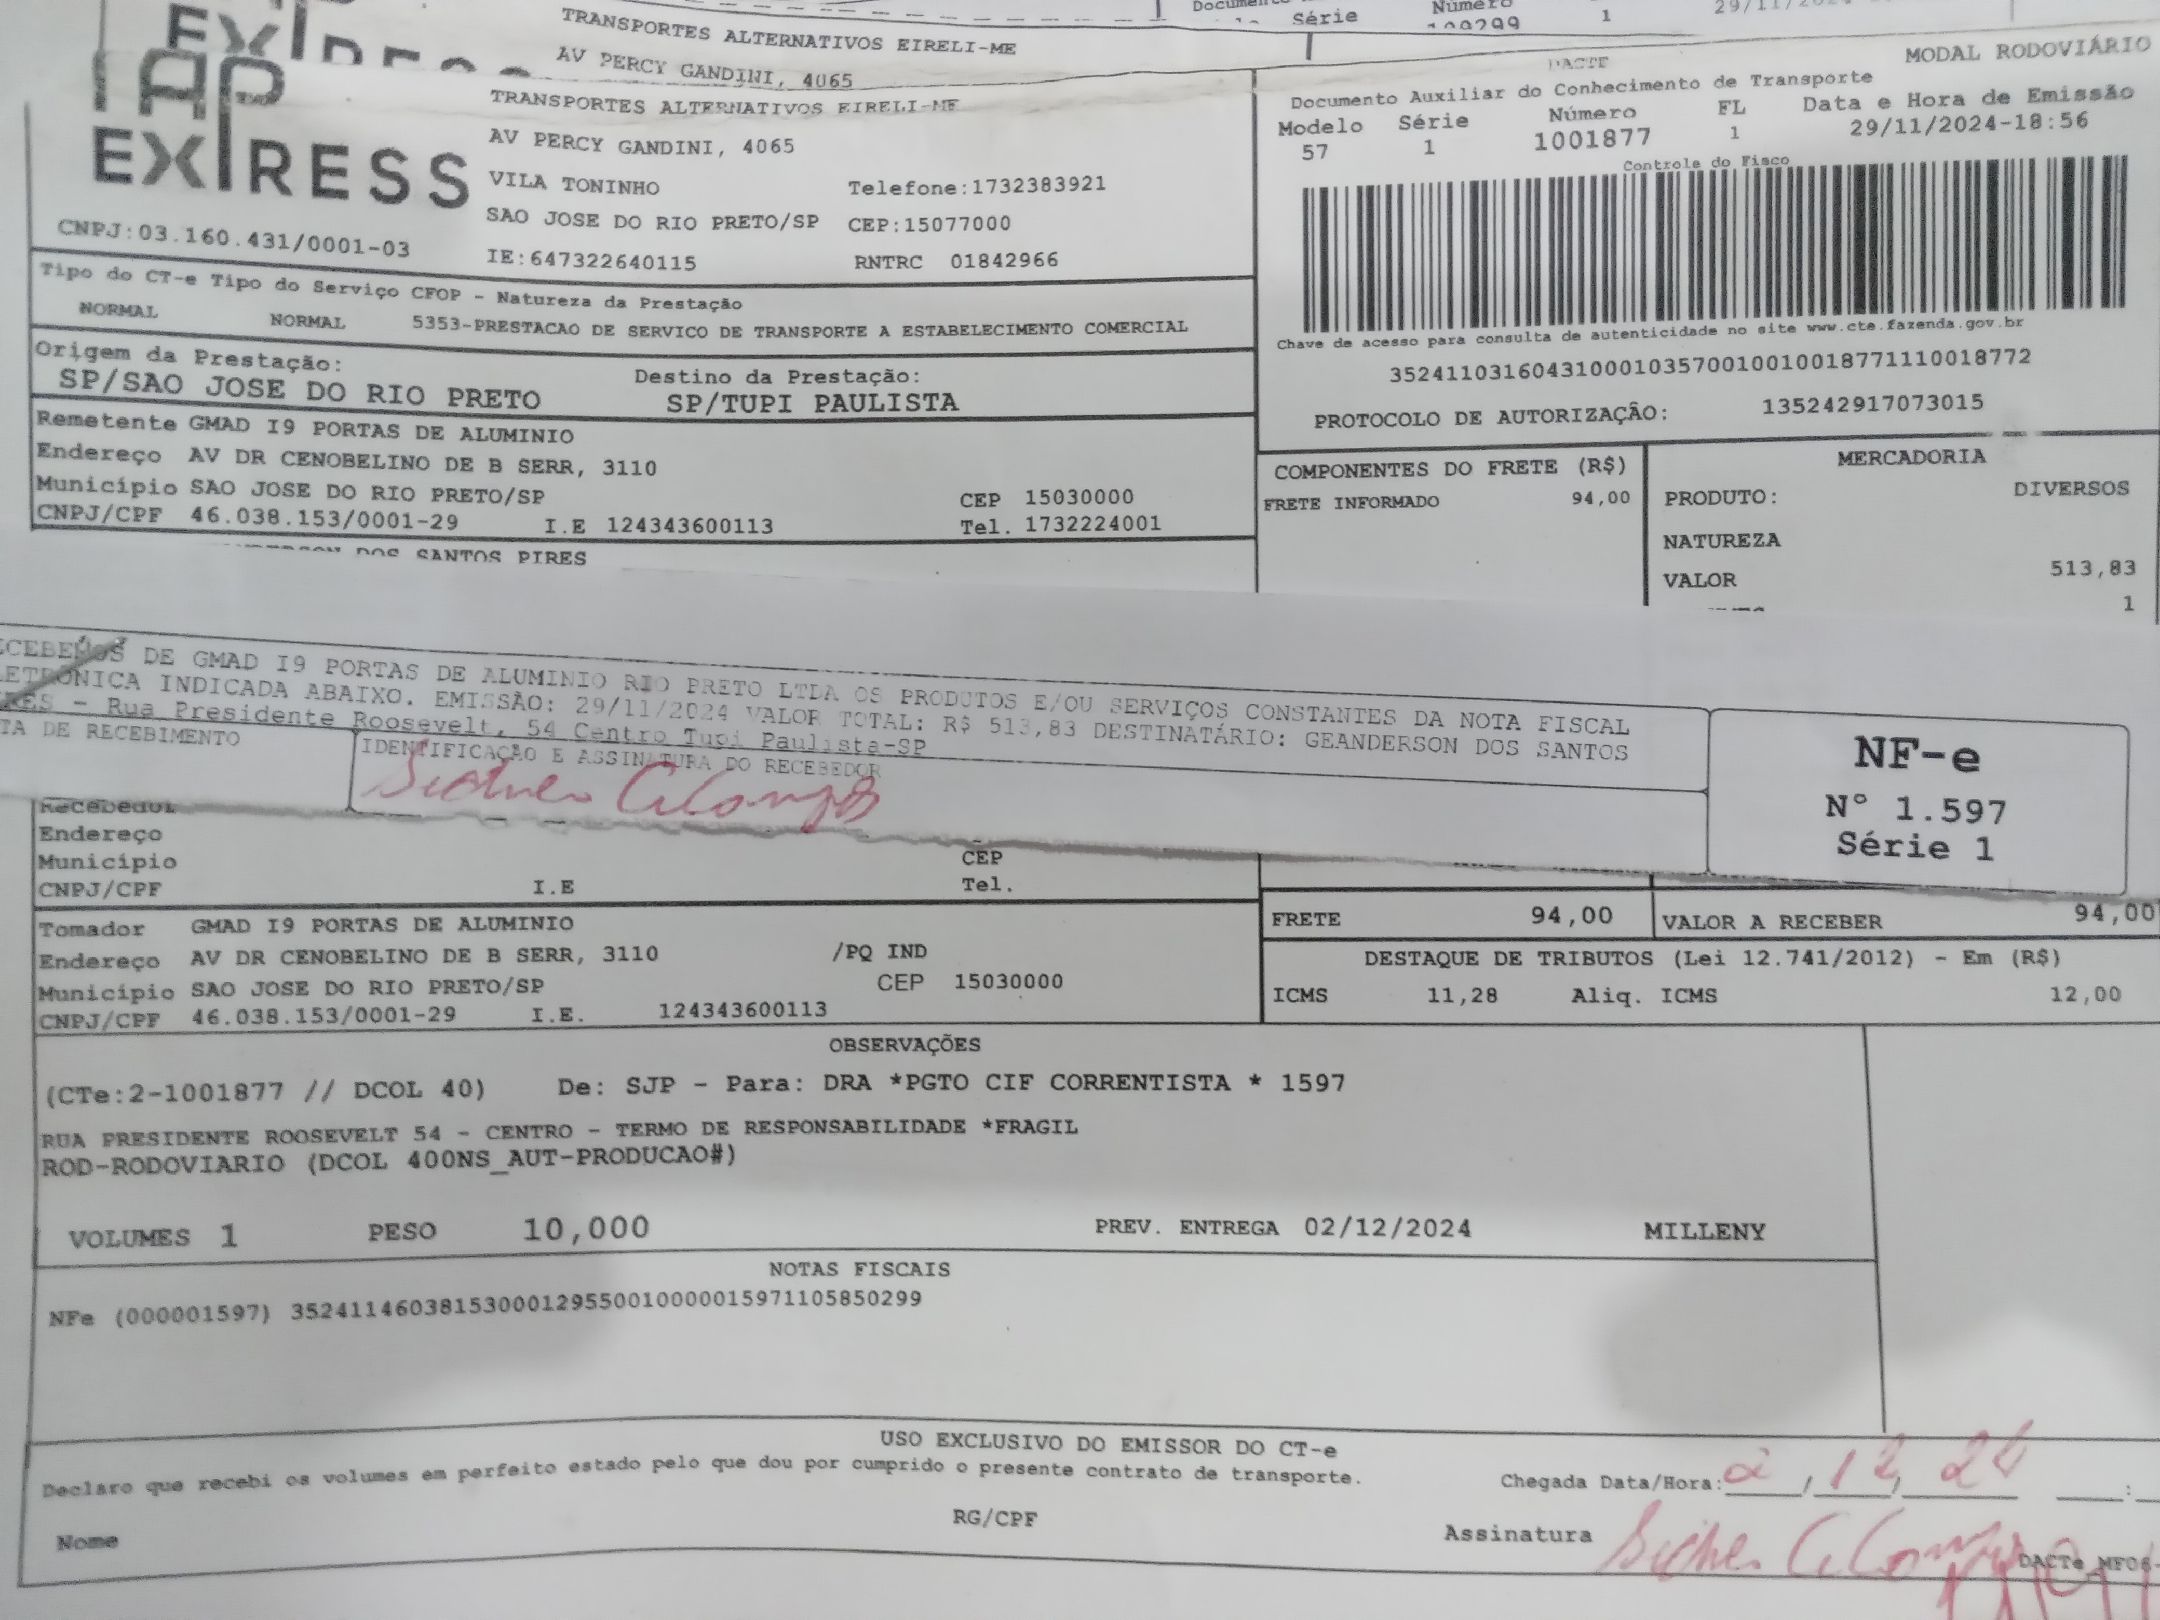 TRANSPORTES ALTERNATIVOS EIRELI-ME
AV PERCY GANDINI, 4065
Série
Número
1
MODAL RODOVIÁRIO
DACTE
Documento Auxiliar do Conhecimento de Transporte
Modelo Série Número FL Data e Hora de Emissão
57 1 1001877 1 29/11/2024-18:56
Controle do Fisco
EXPRESS
TRANSPORTES ALTERNATIVOS EIRELI-ME
AV PERCY GANDINI, 4065
VILA TONINHO Telefone:1732383921
SAO JOSE DO RIO PRETO/SP CEP:15077000
CNPJ:03.160.431/0001-03
IE:647322640115 RNTRC 01842966
Tipo do CT-e Tipo do Serviço CFOP - Natureza da Prestação
NORMAL NORMAL 5353-PRESTACAO DE SERVICO DE TRANSPORTE A ESTABELECIMENTO COMERCIAL
Chave de acesso para consulta de autenticidade no site www.cte.fazenda.gov.br
35241103160431000103570010010018771110018772
PROTOCOLO DE AUTORIZAÇÃO: 135242917073015
Origem da Prestação: Destino da Prestação:
SP/SAO JOSE DO RIO PRETO SP/TUPI PAULISTA
Remetente GMAD I9 PORTAS DE ALUMINIO
Endereço AV DR CENOBELINO DE B SERR, 3110
Município SAO JOSE DO RIO PRETO/SP CEP 15030000
CNPJ/CPF 46.038.153/0001-29 I.E 124343600113 Tel. 1732224001
DOS SANTOS PIRES
COMPONENTES DO FRETE (R$)
FRETE INFORMADO 94,00
MERCADORIA
PRODUTO: DIVERSOS
NATUREZA
VALOR 513,83
1
RECEBEMOS DE GMAD I9 PORTAS DE ALUMINIO RIO PRETO LTDA OS PRODUTOS E/OU SERVIÇOS CONSTANTES DA NOTA FISCAL
ELETRÔNICA INDICADA ABAIXO. EMISSÃO: 29/11/2024 VALOR TOTAL: R$ 513,83 DESTINATÁRIO: GEANDERSON DOS SANTOS
PIRES - Rua Presidente Roosevelt, 54 Centro Tupi Paulista-SP
DATA DE RECEBIMENTO
IDENTIFICAÇÃO E ASSINATURA DO RECEBEDOR
NF-e
Nº 1.597
Série 1
Recebedor
Endereço
Município CEP
CNPJ/CPF I.E Tel.
Tomador GMAD I9 PORTAS DE ALUMINIO
Endereço AV DR CENOBELINO DE B SERR, 3110 /PQ IND
Município SAO JOSE DO RIO PRETO/SP CEP 15030000
CNPJ/CPF 46.038.153/0001-29 I.E. 124343600113
FRETE 94,00 VALOR A RECEBER 94,00
DESTAQUE DE TRIBUTOS (Lei 12.741/2012) - Em (R$)
ICMS 11,28 Aliq. ICMS 12,00
OBSERVAÇÕES
(CTe:2-1001877 // DCOL 40) De: SJP - Para: DRA *PGTO CIF CORRENTISTA * 1597
RUA PRESIDENTE ROOSEVELT 54 - CENTRO - TERMO DE RESPONSABILIDADE *FRAGIL
ROD-RODOVIARIO (DCOL 400NS_AUT-PRODUCAO#)
VOLUMES 1 PESO 10,000 PREV. ENTREGA 02/12/2024 MILLENY
NOTAS FISCAIS
NFe (000001597) 35241146038153000129550010000015971105850299
USO EXCLUSIVO DO EMISSOR DO CT-e
Declaro que recebi os volumes em perfeito estado pelo que dou por cumprido o presente contrato de transporte.
Chegada Data/Hora: 2 / 12 / 24 :
Nome RG/CPF Assinatura